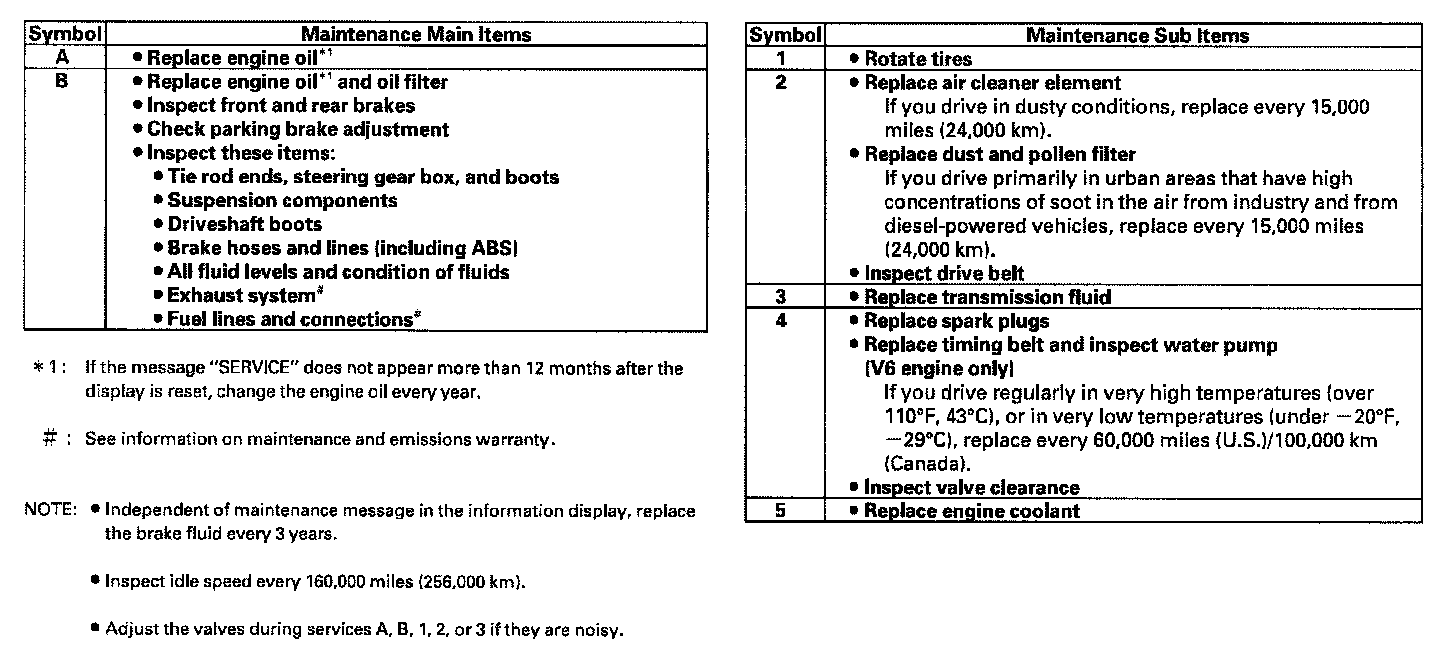 Symbol Maintenance Main Items
A • Replace engine oil*1
B • Replace engine oil*1 and oil filter
• Inspect front and rear brakes
• Check parking brake adjustment
• Inspect these items:
• Tie rod ends, steering gear box, and boots
• Suspension components
• Driveshaft boots
• Brake hoses and lines (including ABS)
• All fluid levels and condition of fluids
• Exhaust system#
• Fuel lines and connections#
*1: If the message "SERVICE" does not appear more than 12 months after the
display is reset, change the engine oil every year.
#: See information on maintenance and emissions warranty.
NOTE: • Independent of maintenance message in the information display, replace
the brake fluid every 3 years.
• Inspect idle speed every 160,000 miles (256,000 km).
• Adjust the valves during services A, B, 1, 2, or 3 if they are noisy.
Symbol Maintenance Sub Items
1 • Rotate tires
2 • Replace air cleaner element
If you drive in dusty conditions, replace every 15,000
miles (24,000 km).
• Replace dust and pollen filter
If you drive primarily in urban areas that have high
concentrations of soot in the air from industry and from
diesel-powered vehicles, replace every 15,000 miles
(24,000 km).
• Inspect drive belt
3 • Replace transmission fluid
4 • Replace spark plugs
• Replace timing belt and inspect water pump
(V6 engine only)
If you drive regularly in very high temperatures (over
110°F, 43°C), or in very low temperatures (under —20°F,
—29°C), replace every 60,000 miles (U.S.)/100,000 km
(Canada).
• Inspect valve clearance
5 • Replace engine coolant